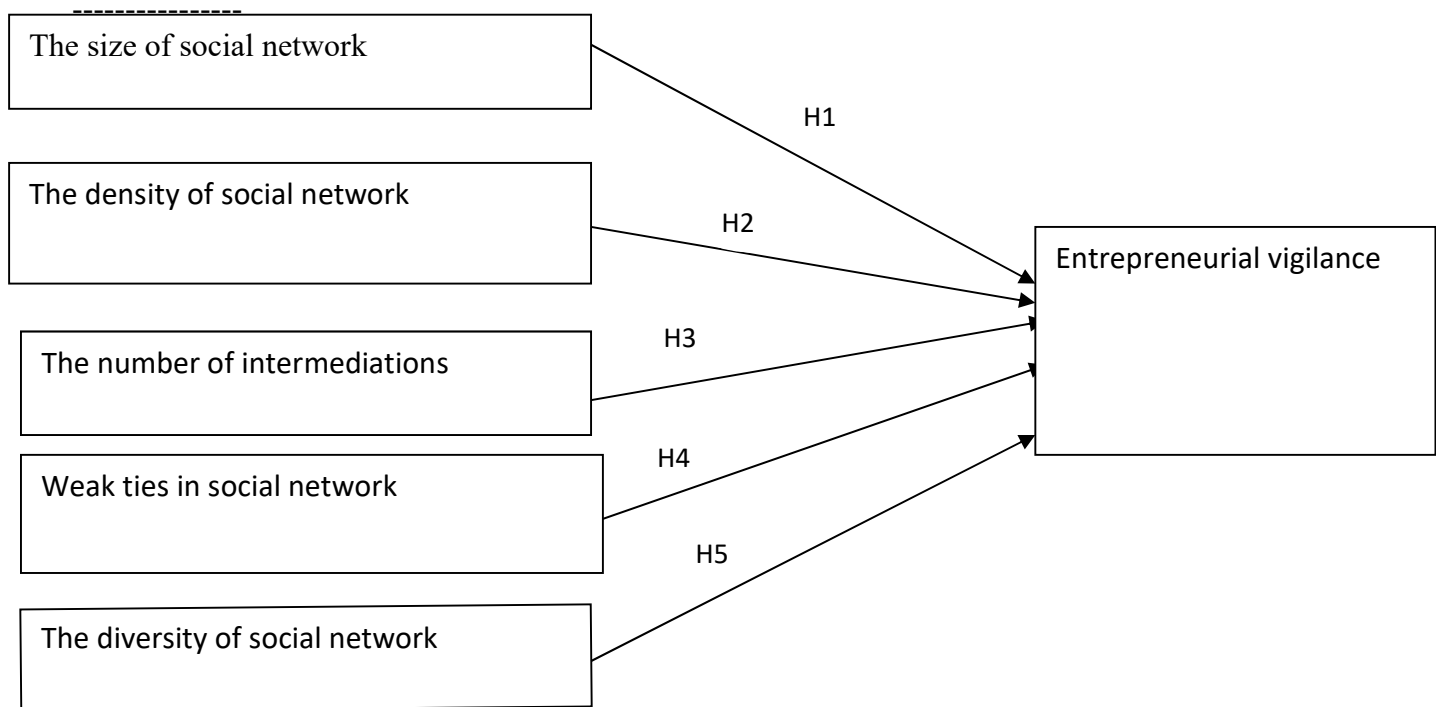 ----------------
The size of social network
H1
The density of social network
H2
Entrepreneurial vigilance
The number of intermediations
H3
Weak ties in social network
H4
H5
The diversity of social network